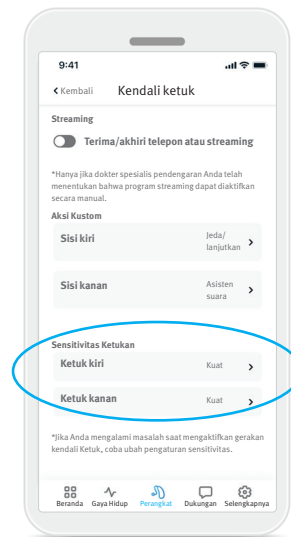 9:41
Kembali Kendali ketuk
Streaming
Terima/akhiri telepon atau streaming
*Hanya jika dokter spesialis pendengaran Anda telah
menentukan bahwa program streaming dapat diaktifkan
secara manual.
Aksi Kustom
Sisi kiri Jeda/
lanjutkan
Sisi kanan Asisten
suara
Sensitivitas Ketukan
Ketuk kiri Kuat
Ketuk kanan Kuat
*Jika Anda mengalami masalah saat mengaktifkan gerakan
kendali Ketuk, coba ubah pengaturan sensitivitas.
Beranda Gaya Hidup Perangkat Dukungan Selengkapnya